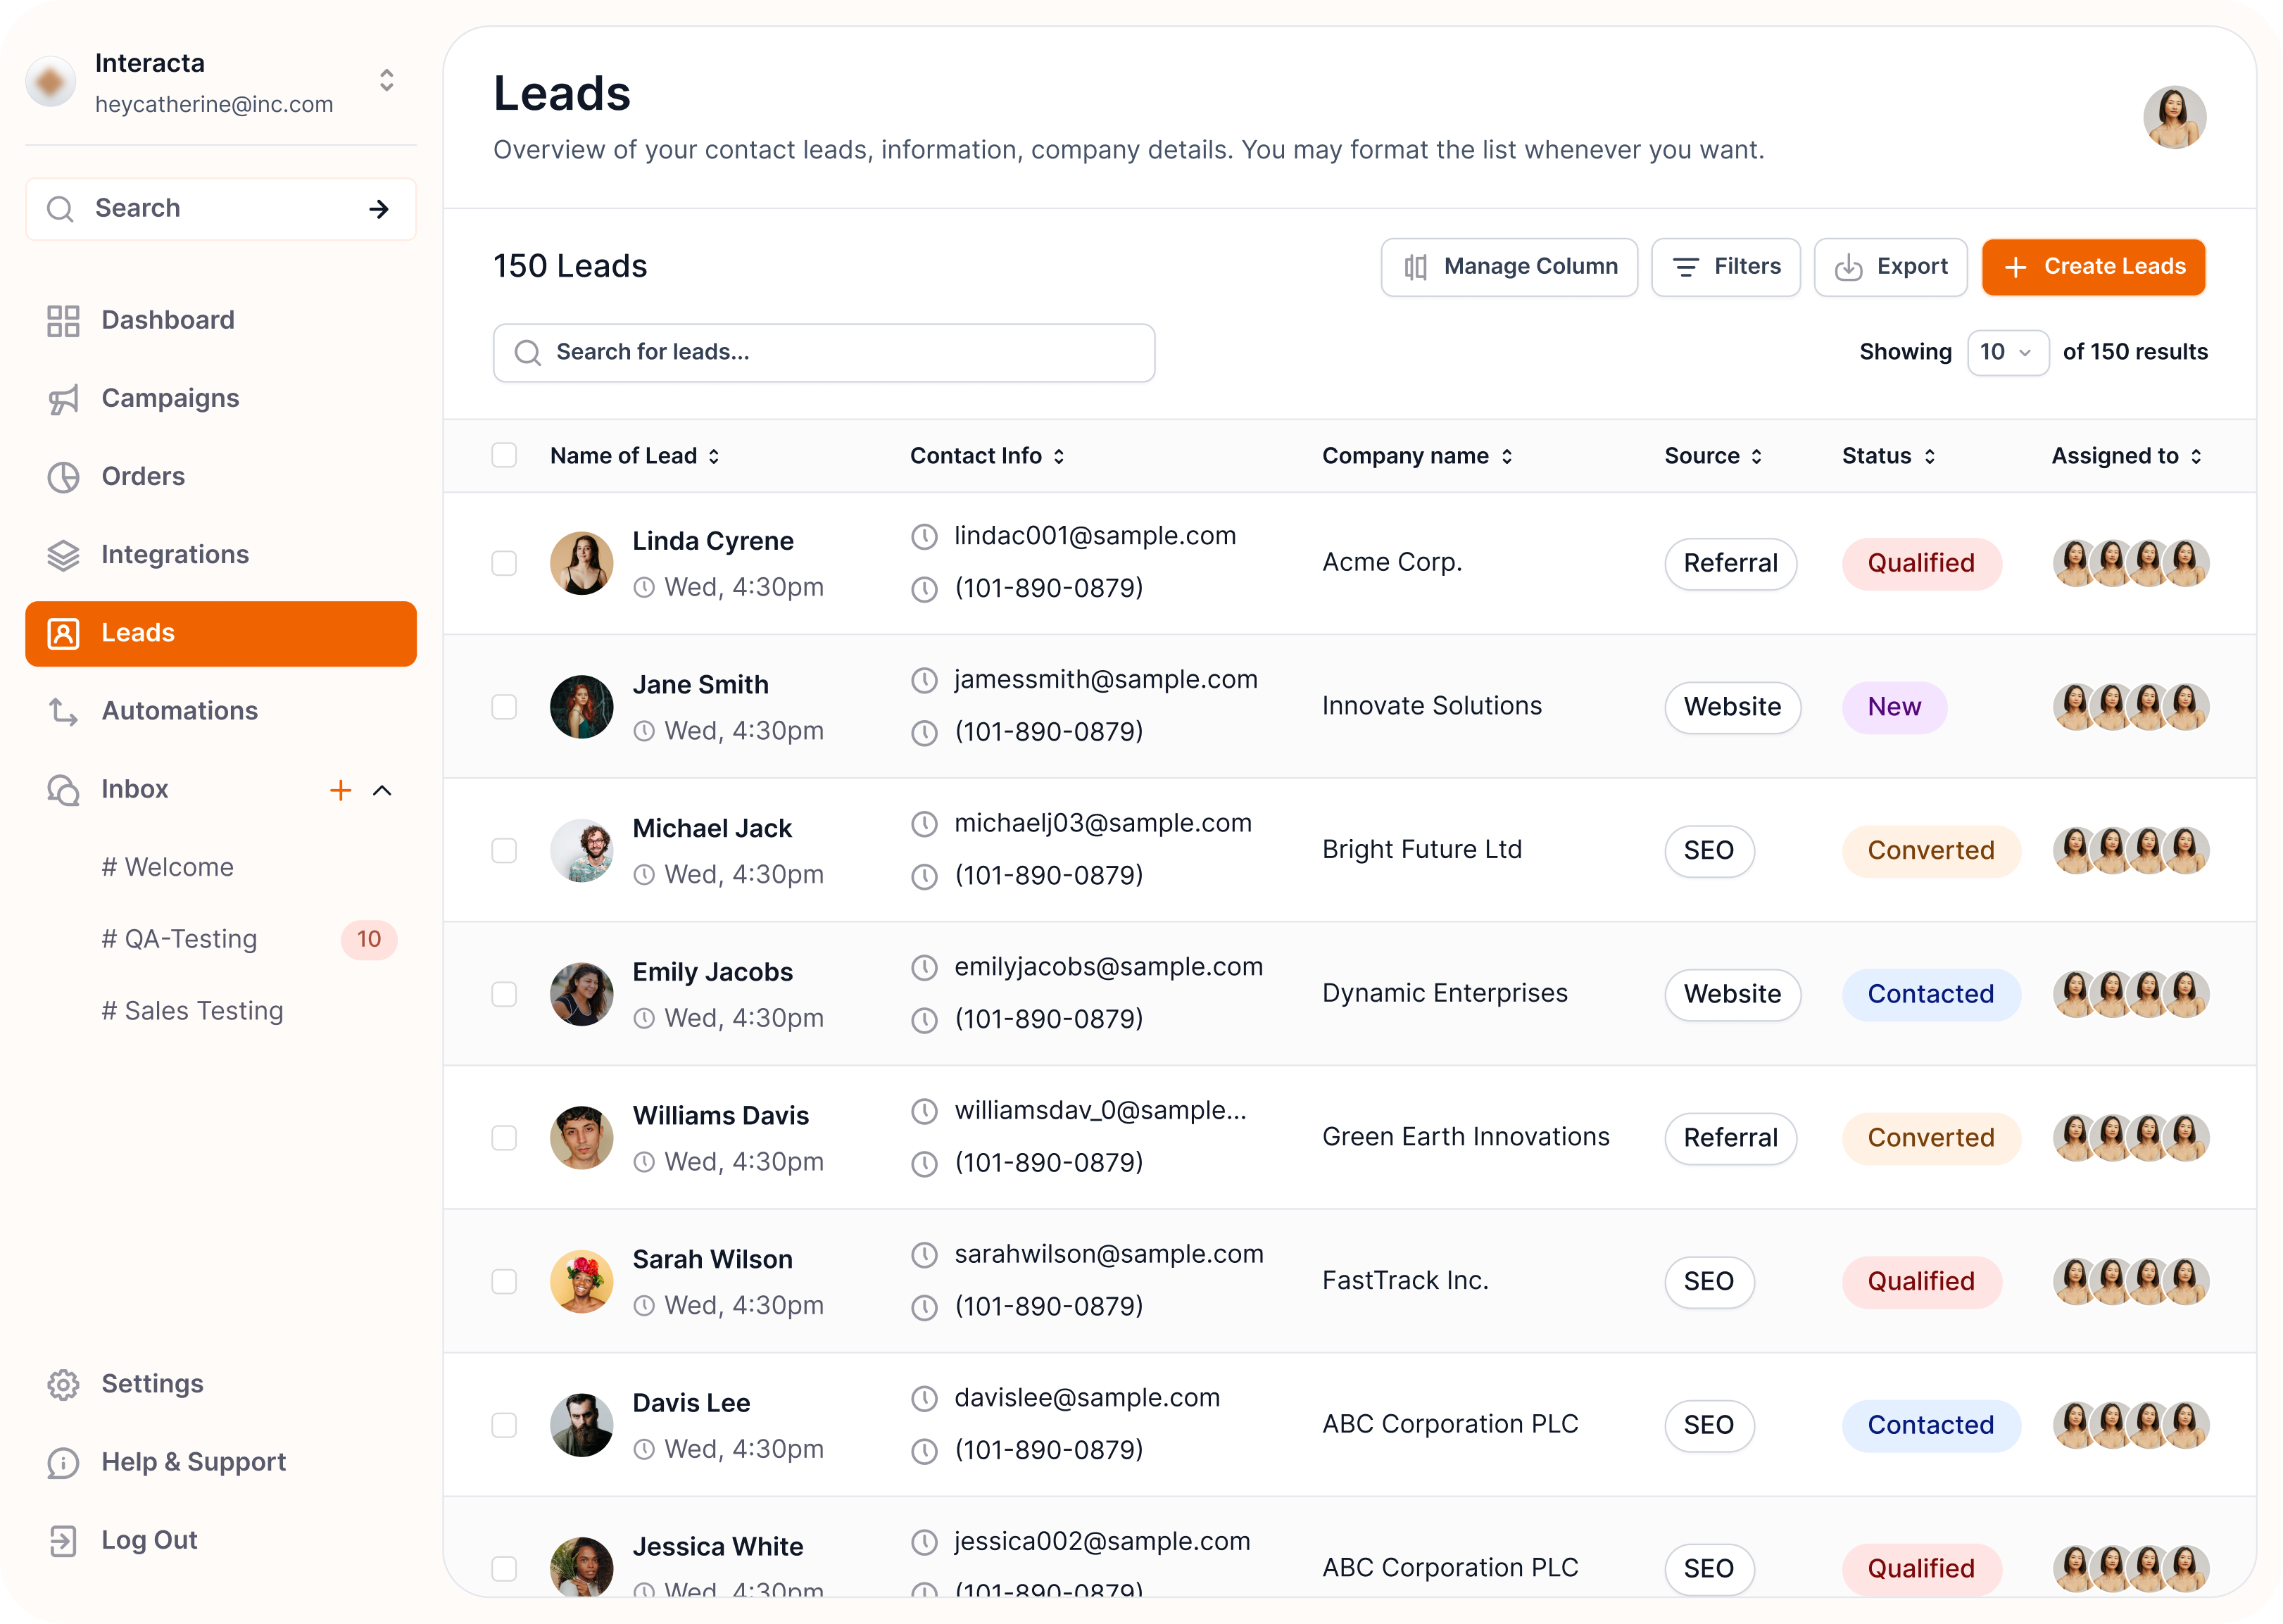 Interacta
heycatherine@inc.com
Search
Dashboard
Campaigns
Orders
Integrations
Leads
Automations
Inbox
# Welcome
# QA-Testing 10
# Sales Testing
Settings
Help & Support
Log Out
Leads
Overview of your contact leads, information, company details. You may format the list whenever you want.
150 Leads
Manage Column
Filters
Export
Create Leads
Search for leads...
Showing 10 of 150 results
Name of Lead Contact Info Company name Source Status Assigned to
Linda Cyrene
Wed, 4:30pm
lindac001@sample.com
(101-890-0879)
Acme Corp.
Referral
Qualified
Jane Smith
Wed, 4:30pm
jamessmith@sample.com
(101-890-0879)
Innovate Solutions
Website
New
Michael Jack
Wed, 4:30pm
michaelj03@sample.com
(101-890-0879)
Bright Future Ltd
SEO
Converted
Emily Jacobs
Wed, 4:30pm
emilyjacobs@sample.com
(101-890-0879)
Dynamic Enterprises
Website
Contacted
Williams Davis
Wed, 4:30pm
williamsdav_0@sample...
(101-890-0879)
Green Earth Innovations
Referral
Converted
Sarah Wilson
Wed, 4:30pm
sarahwilson@sample.com
(101-890-0879)
FastTrack Inc.
SEO
Qualified
Davis Lee
Wed, 4:30pm
davislee@sample.com
(101-890-0879)
ABC Corporation PLC
SEO
Contacted
Jessica White
Wed, 4:30pm
jessica002@sample.com
(101-890-0879)
ABC Corporation PLC
SEO
Qualified